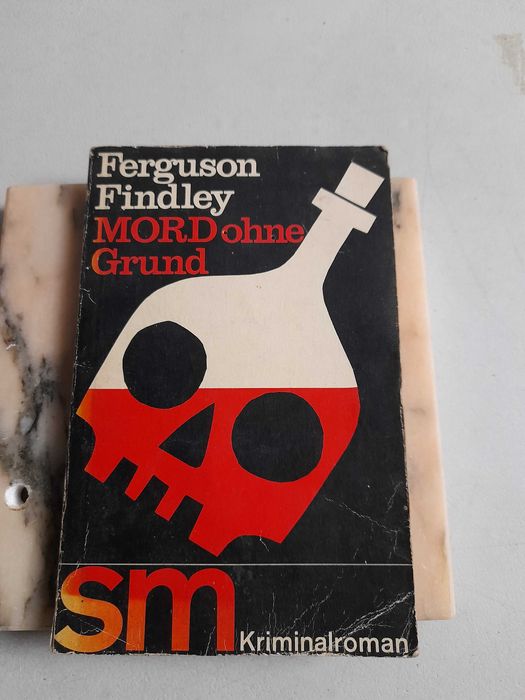 Ferguson
Findley
MORD ohne
Grund
sm
Kriminalroman